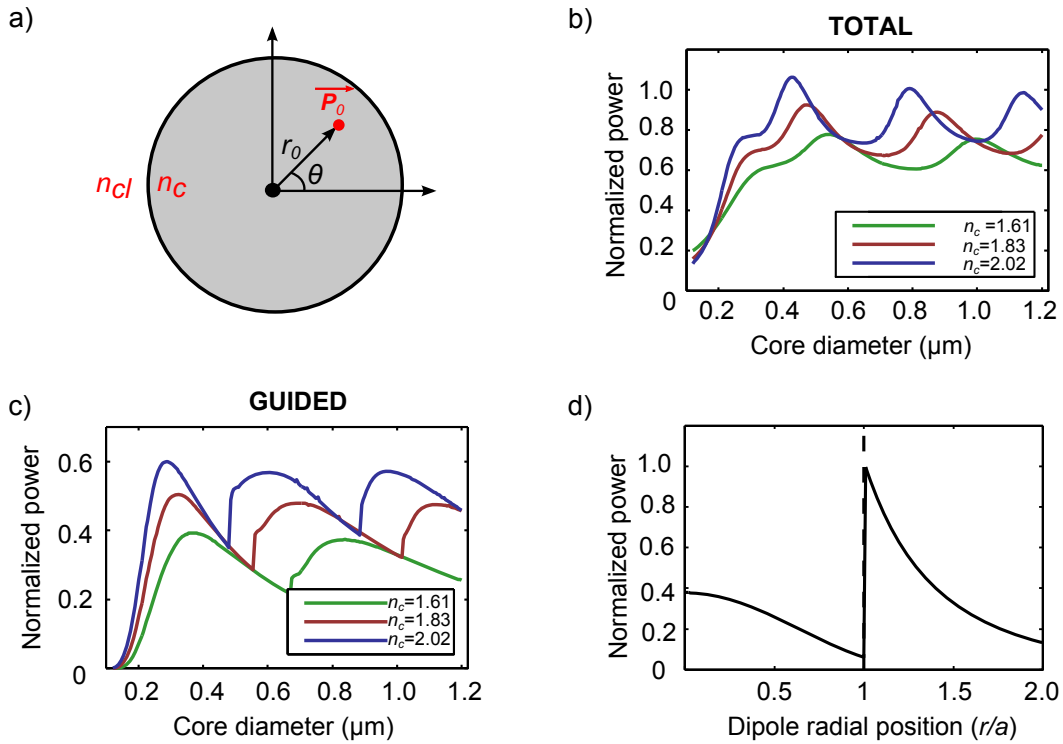 a)
P0
r0
θ
ncl
nc
b)
TOTAL
Normalized power
1.0
0.8
0.6
0.4
0.2
0
nc =1.61
nc=1.83
nc=2.02
0.2 0.4 0.6 0.8 1.0 1.2
Core diameter (µm)
c)
GUIDED
Normalized power
0.6
0.4
0.2
0
nc=1.61
nc=1.83
nc=2.02
0.2 0.4 0.6 0.8 1.0 1.2
Core diameter (µm)
d)
Normalized power
1.0
0.8
0.6
0.4
0.2
0
0.5 1 1.5 2.0
Dipole radial position (r/a)